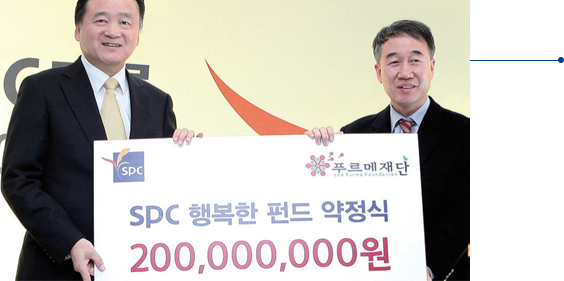 SPC
푸르메재단
The Purme Foundation
SPC 행복한 펀드 약정식
200,000,000원